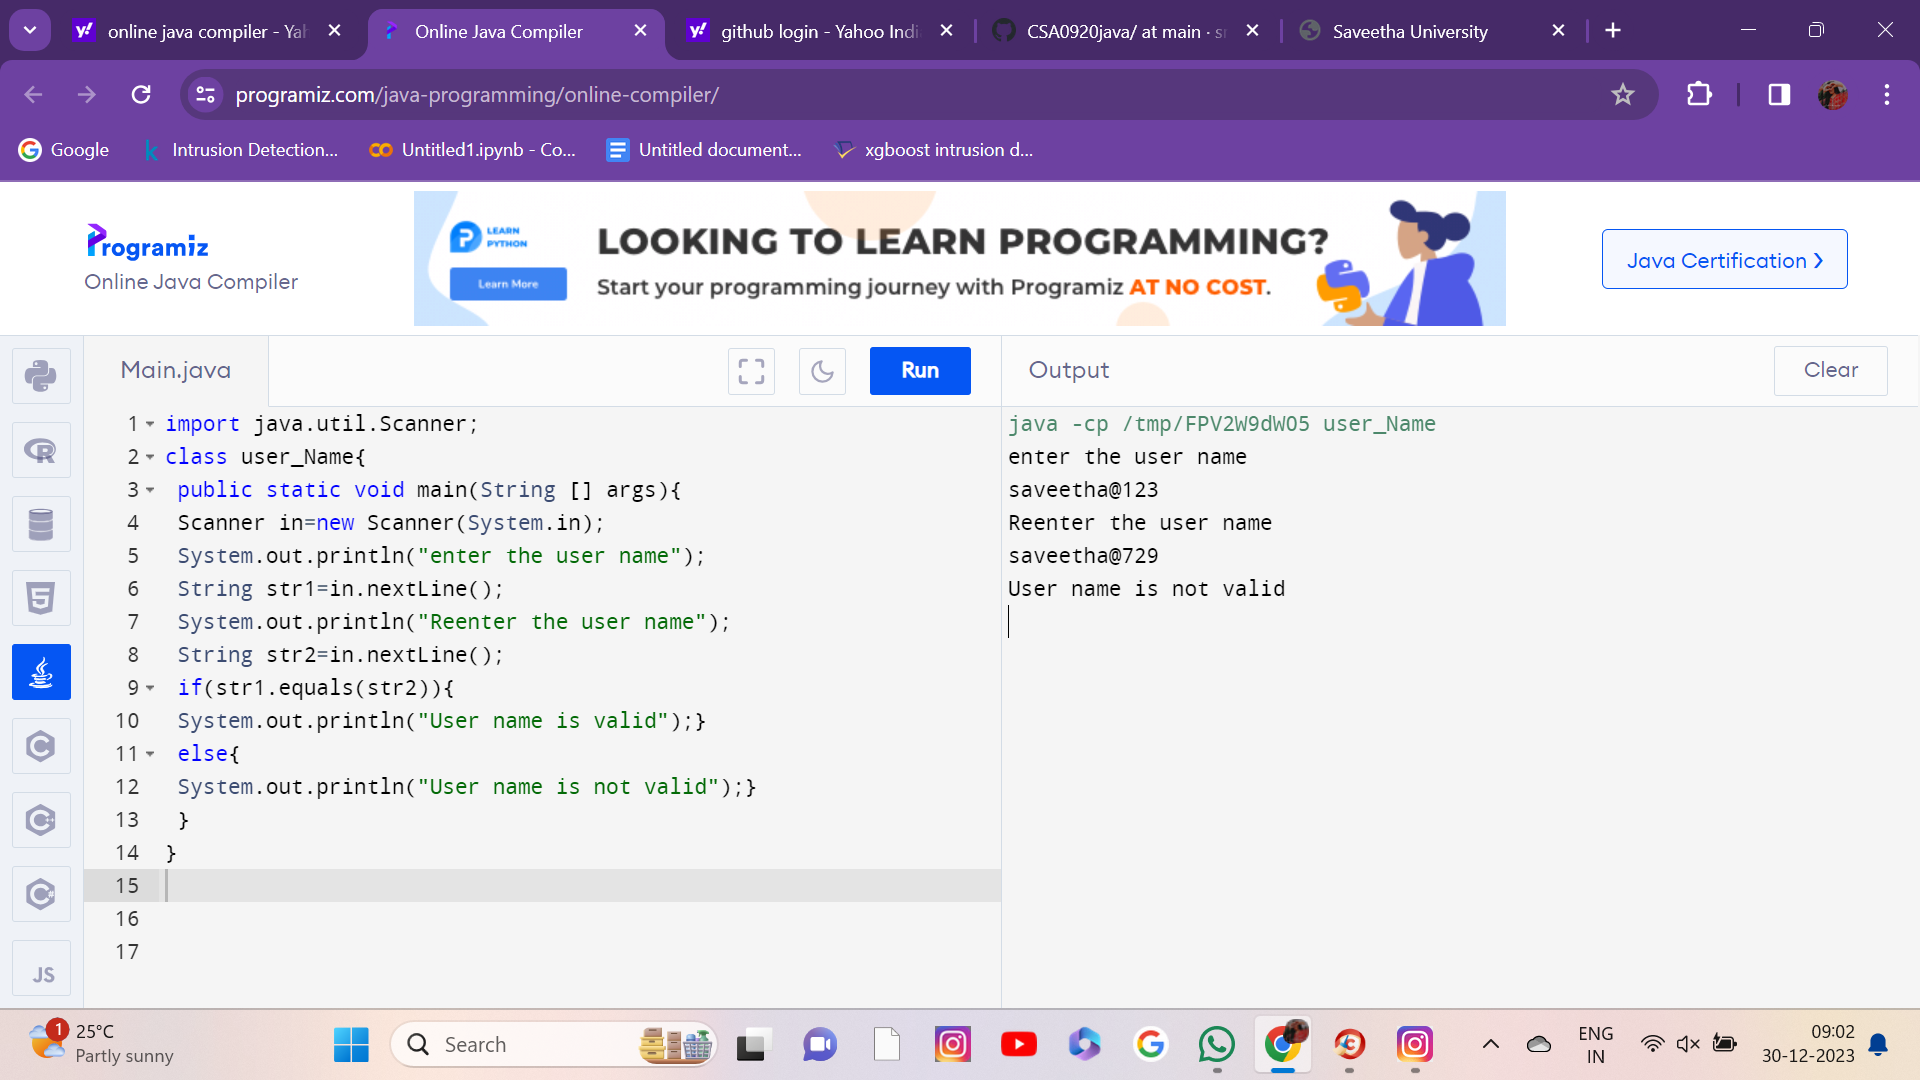 online java compiler - Yah
Online Java Compiler
github login - Yahoo Indi
CSA0920java/ at main · sr
Saveetha University
programiz.com/java-programming/online-compiler/
Google
Intrusion Detection...
Untitled1.ipynb - Co...
Untitled document...
xgboost intrusion d...
Programiz
Online Java Compiler
LEARN
PYTHON
Learn More
LOOKING TO LEARN PROGRAMMING?
Start your programming journey with Programiz AT NO COST.
Java Certification ›
Main.java
Run
Output
Clear
1 import java.util.Scanner;
2 class user_Name{
3 public static void main(String [] args){
4 Scanner in=new Scanner(System.in);
5 System.out.println("enter the user name");
6 String str1=in.nextLine();
7 System.out.println("Reenter the user name");
8 String str2=in.nextLine();
9 if(str1.equals(str2)){
10 System.out.println("User name is valid");}
11 else{
12 System.out.println("User name is not valid");}
13 }
14 }
15
16
17
java -cp /tmp/FPV2W9dWO5 user_Name
enter the user name
saveetha@123
Reenter the user name
saveetha@729
User name is not valid
JS
1
25°C
Partly sunny
Search
ENG
IN
09:02
30-12-2023